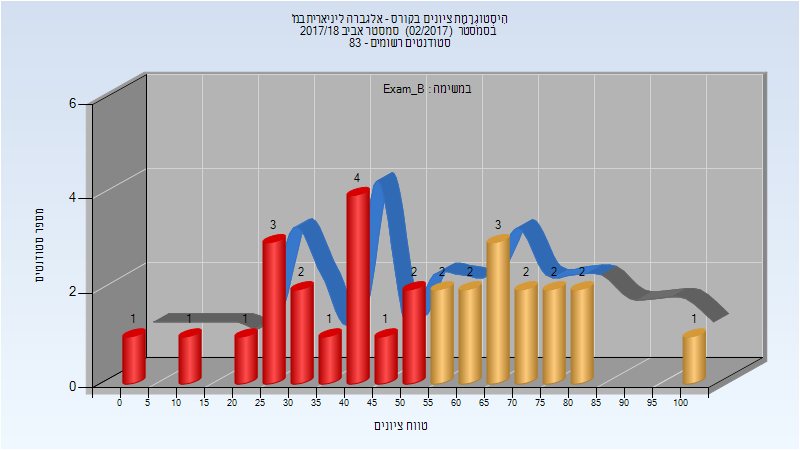 היסטוגרמת ציונים בקורס - אלגברה ליניארית במ'
בסמסטר (02/2017) סמסטר אביב 2017/18
סטודנטים רשומים - 83
במשימה : Exam_B
מספר סטודנטים
6
4
2
0
1
1
1
3
2
1
4
1
2
2
2
3
2
2
2
1
0 5 10 15 20 25 30 35 40 45 50 55 60 65 70 75 80 85 90 95 100
טווח ציונים